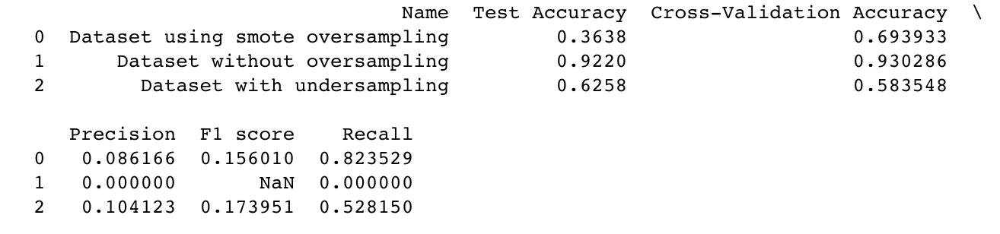 Name Test Accuracy Cross-Validation Accuracy \
0 Dataset using smote oversampling 0.3638 0.693933
1 Dataset without oversampling 0.9220 0.930286
2 Dataset with undersampling 0.6258 0.583548
Precision F1 score Recall
0 0.086166 0.156010 0.823529
1 0.000000 NaN 0.000000
2 0.104123 0.173951 0.528150